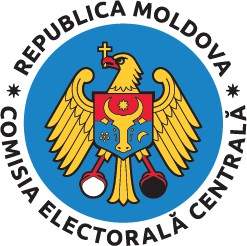 REPUBLICA MOLDOVA
COMISIA ELECTORALĂ CENTRALĂ